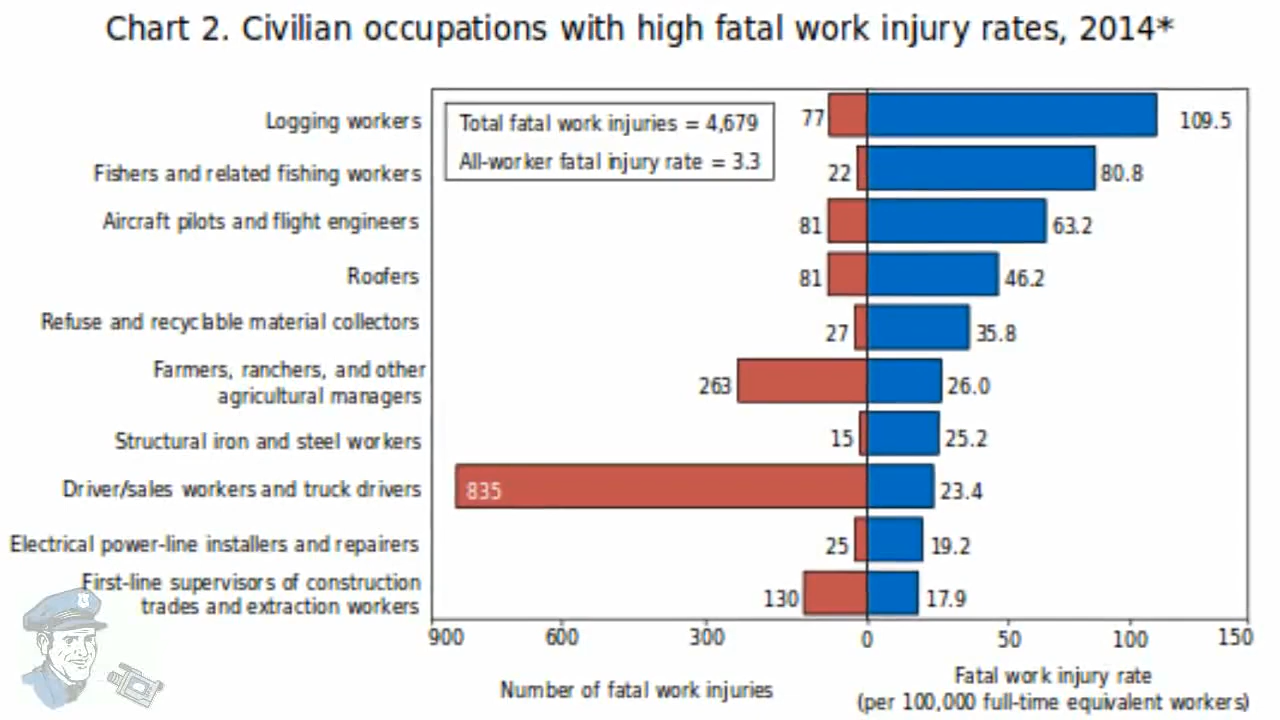 Chart 2. Civilian occupations with high fatal work injury rates, 2014*
Total fatal work injuries = 4,679
All-worker fatal injury rate = 3.3
Logging workers 77 109.5
Fishers and related fishing workers 22 80.8
Aircraft pilots and flight engineers 81 63.2
Roofers 81 46.2
Refuse and recyclable material collectors 27 35.8
Farmers, ranchers, and other
agricultural managers 263 26.0
Structural iron and steel workers 15 25.2
Driver/sales workers and truck drivers 835 23.4
Electrical power-line installers and repairers 25 19.2
First-line supervisors of construction
trades and extraction workers 130 17.9
900 600 300 0 50 100 150
Number of fatal work injuries
Fatal work injury rate
(per 100,000 full-time equivalent workers)